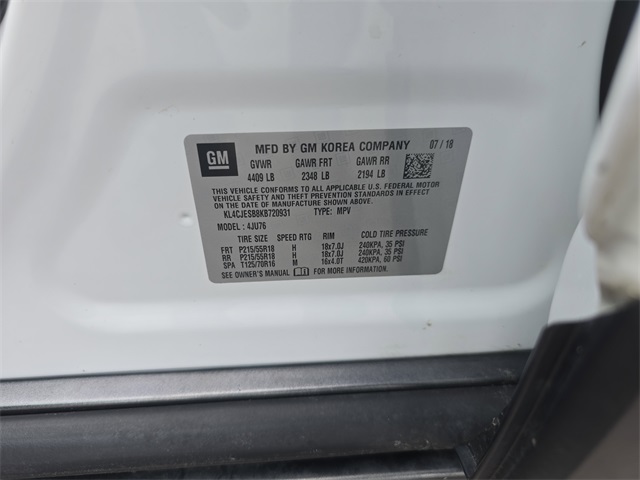 GM MFD BY GM KOREA COMPANY 07/18
GVWR GAWR FRT GAWR RR
4409 LB 2348 LB 2194 LB
THIS VEHICLE CONFORMS TO ALL APPLICABLE U.S. FEDERAL MOTOR
VEHICLE SAFETY AND THEFT PREVENTION STANDARDS IN EFFECT
ON THE DATE OF MANUFACTURE SHOWN ABOVE.
KL4CJESB8KB720931 TYPE: MPV
MODEL: 4JU76
TIRE SIZE SPEED RTG RIM COLD TIRE PRESSURE
FRT P215/55R18 H 18x7.0J 240KPA, 35 PSI
RR P215/55R18 H 18x7.0J 240KPA, 35 PSI
SPA T125/70R16 M 16x4.0T 420KPA, 60 PSI
SEE OWNER'S MANUAL FOR MORE INFORMATION